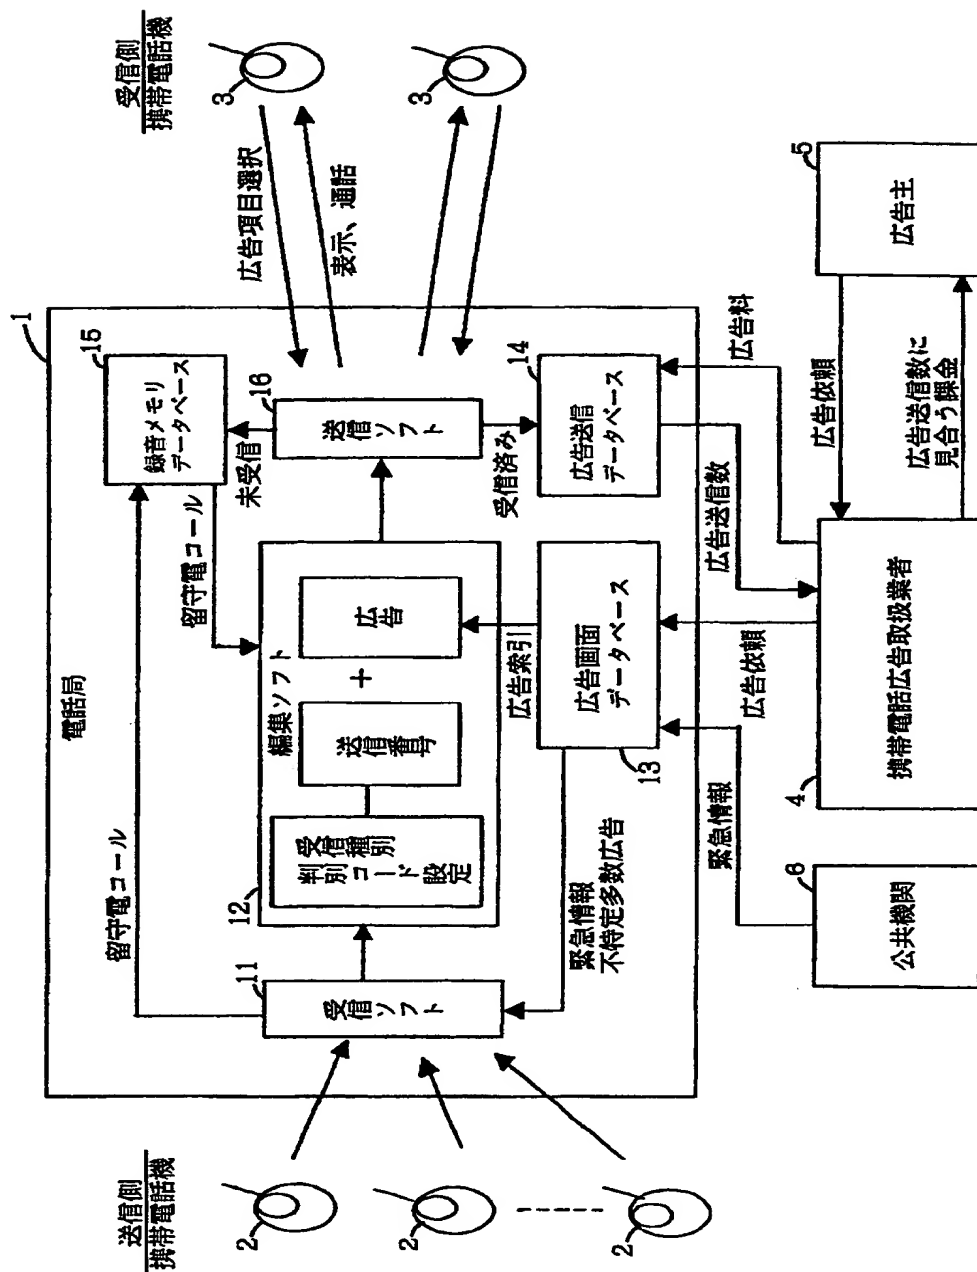 送信側
携帯電話機
2
2
2
受信側
携帯電話機
3
3
1
電話局
留守電コール
15
録音メモリ
データベース
留守電コール
未受信
11
受信ソフト
12
編集ソフト
受信種別
判別コード設定
送信番号
+
広告
16
送信ソフト
広告項目選択
表示、通話
受信済み
広告索引
緊急情報
不特定多数広告
13
広告画面
データベース
14
広告送信
データベース
緊急情報
広告依頼
広告送信数
広告料
6
公共機関
4
携帯電話広告取扱業者
広告依頼
広告送信数に
見合う課金
5
広告主